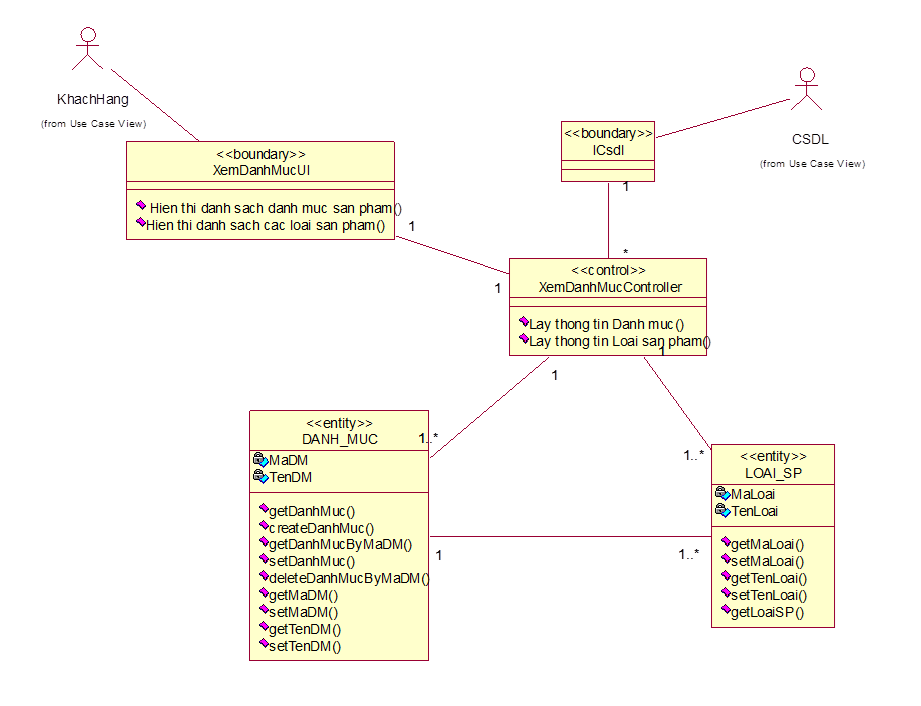 KhachHang
(from Use Case View)
CSDL
(from Use Case View)
<<boundary>>
XemDanhMucUI
Hien thi danh sach danh muc san pham()
Hien thi danh sach cac loai san pham()
<<boundary>>
ICsdl
1
1
1
*
<<control>>
XemDanhMucController
Lay thong tin Danh muc()
Lay thong tin Loai san pham()
1
1
1..*
1..*
<<entity>>
DANH_MUC
MaDM
TenDM
getDanhMuc()
createDanhMuc()
getDanhMucByMaDM()
setDanhMuc()
deleteDanhMucByMaDM()
getMaDM()
setMaDM()
getTenDM()
setTenDM()
1
1..*
<<entity>>
LOAI_SP
MaLoai
TenLoai
getMaLoai()
setMaLoai()
getTenLoai()
setTenLoai()
getLoaiSP()